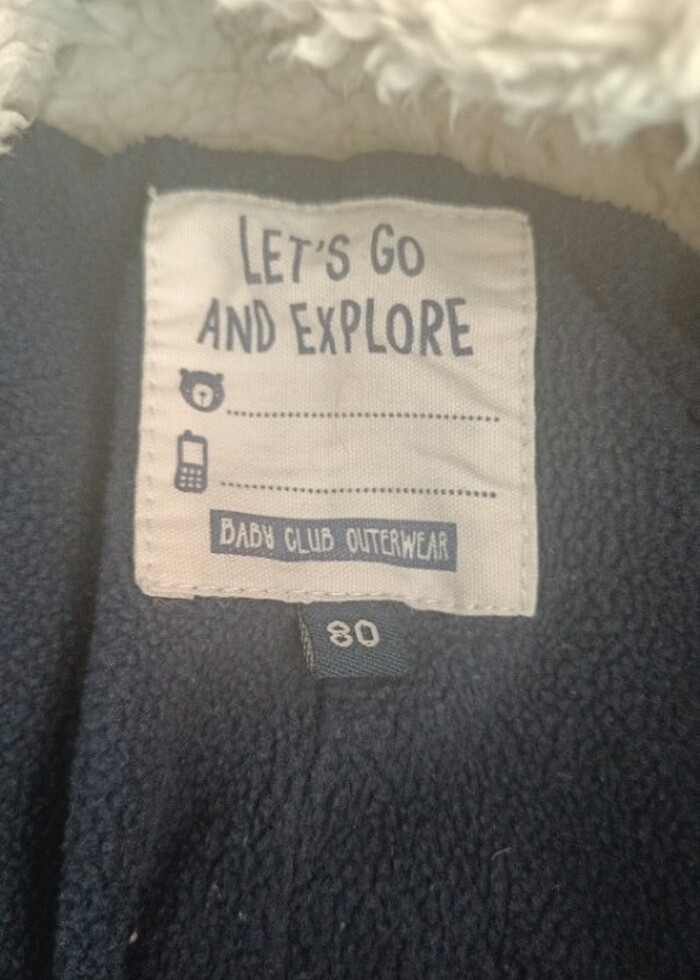 LET'S GO
AND EXPLORE
BABY CLUB OUTERWEAR
80